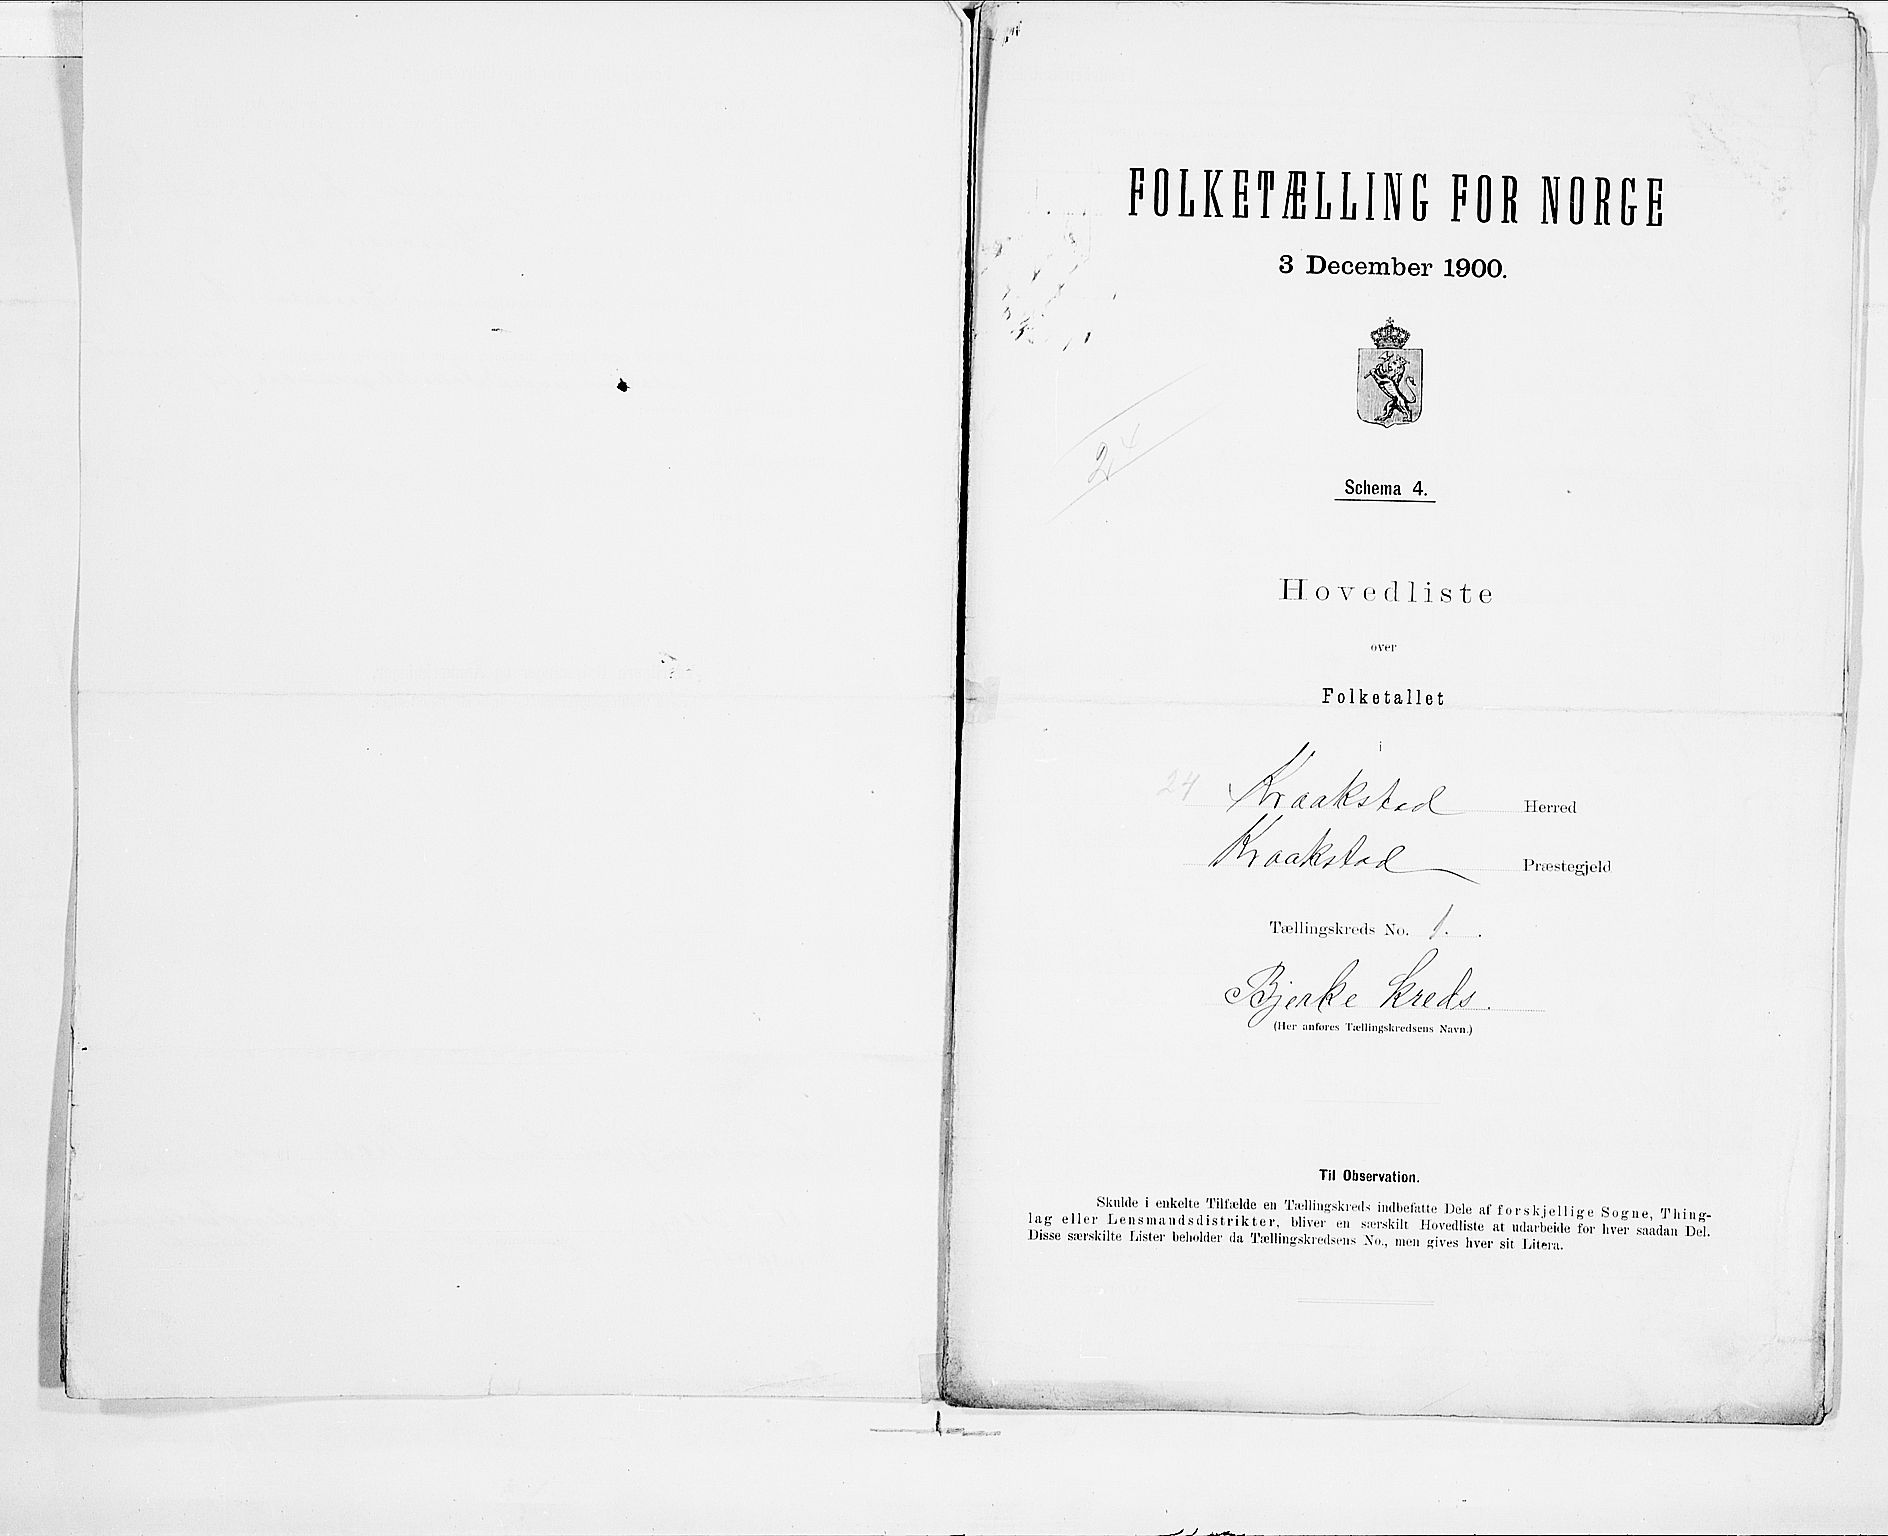 FOLKETÆLLING FOR NORGE
3 December 1900.
24
Schema 4.
Hovedliste
over
Folketallet
i
24 Kraakstad Herred
Kraakstad Præstegjeld
Tællingskreds No. 1.
Bjerke kreds.
(Her anføres Tællingskredsens Navn.)
Til Observation.
Skulde i enkelte Tilfælde en Tællingskreds indbefatte Dele af forskjellige Sogne, Thing-
lag eller Lensmandsdistrikter, bliver en særskilt Hovedliste at udarbeide for hver saadan Del.
Disse særskilte Lister beholder da Tællingskredsens No., men gives hver sit Litera.